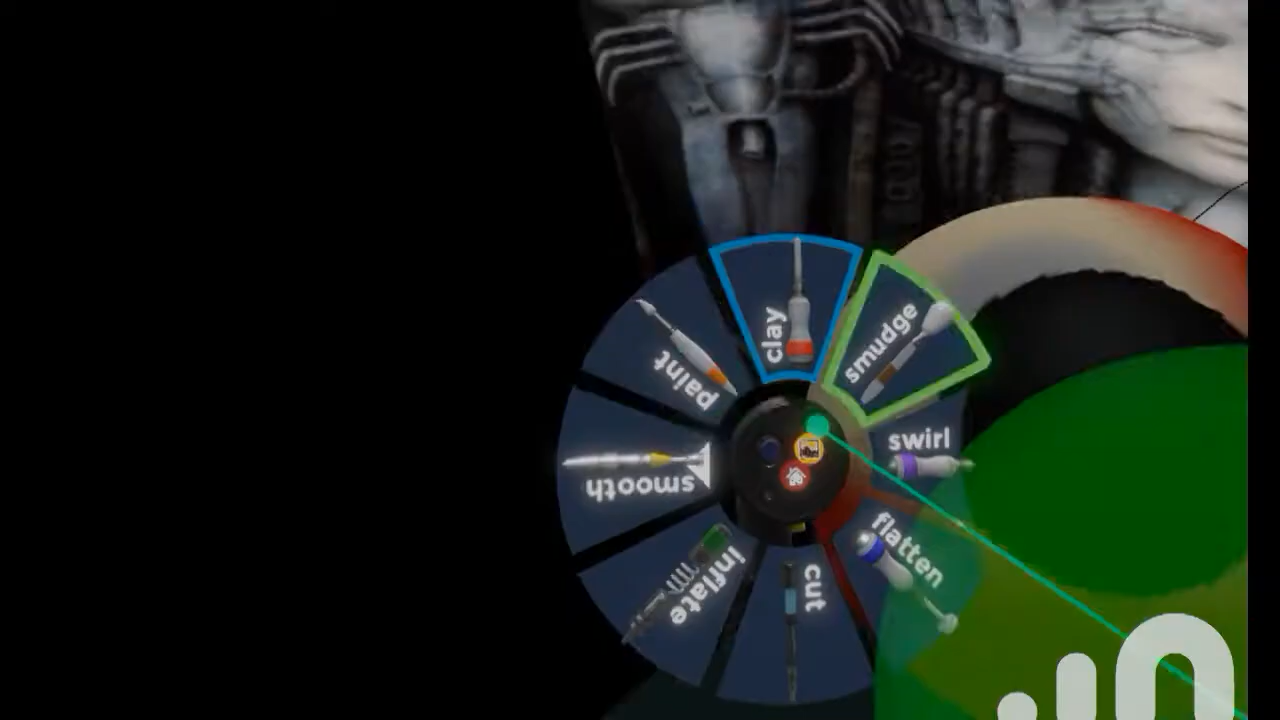 clay
smudge
swirl
flatten
cut
inflate
smooth
paint